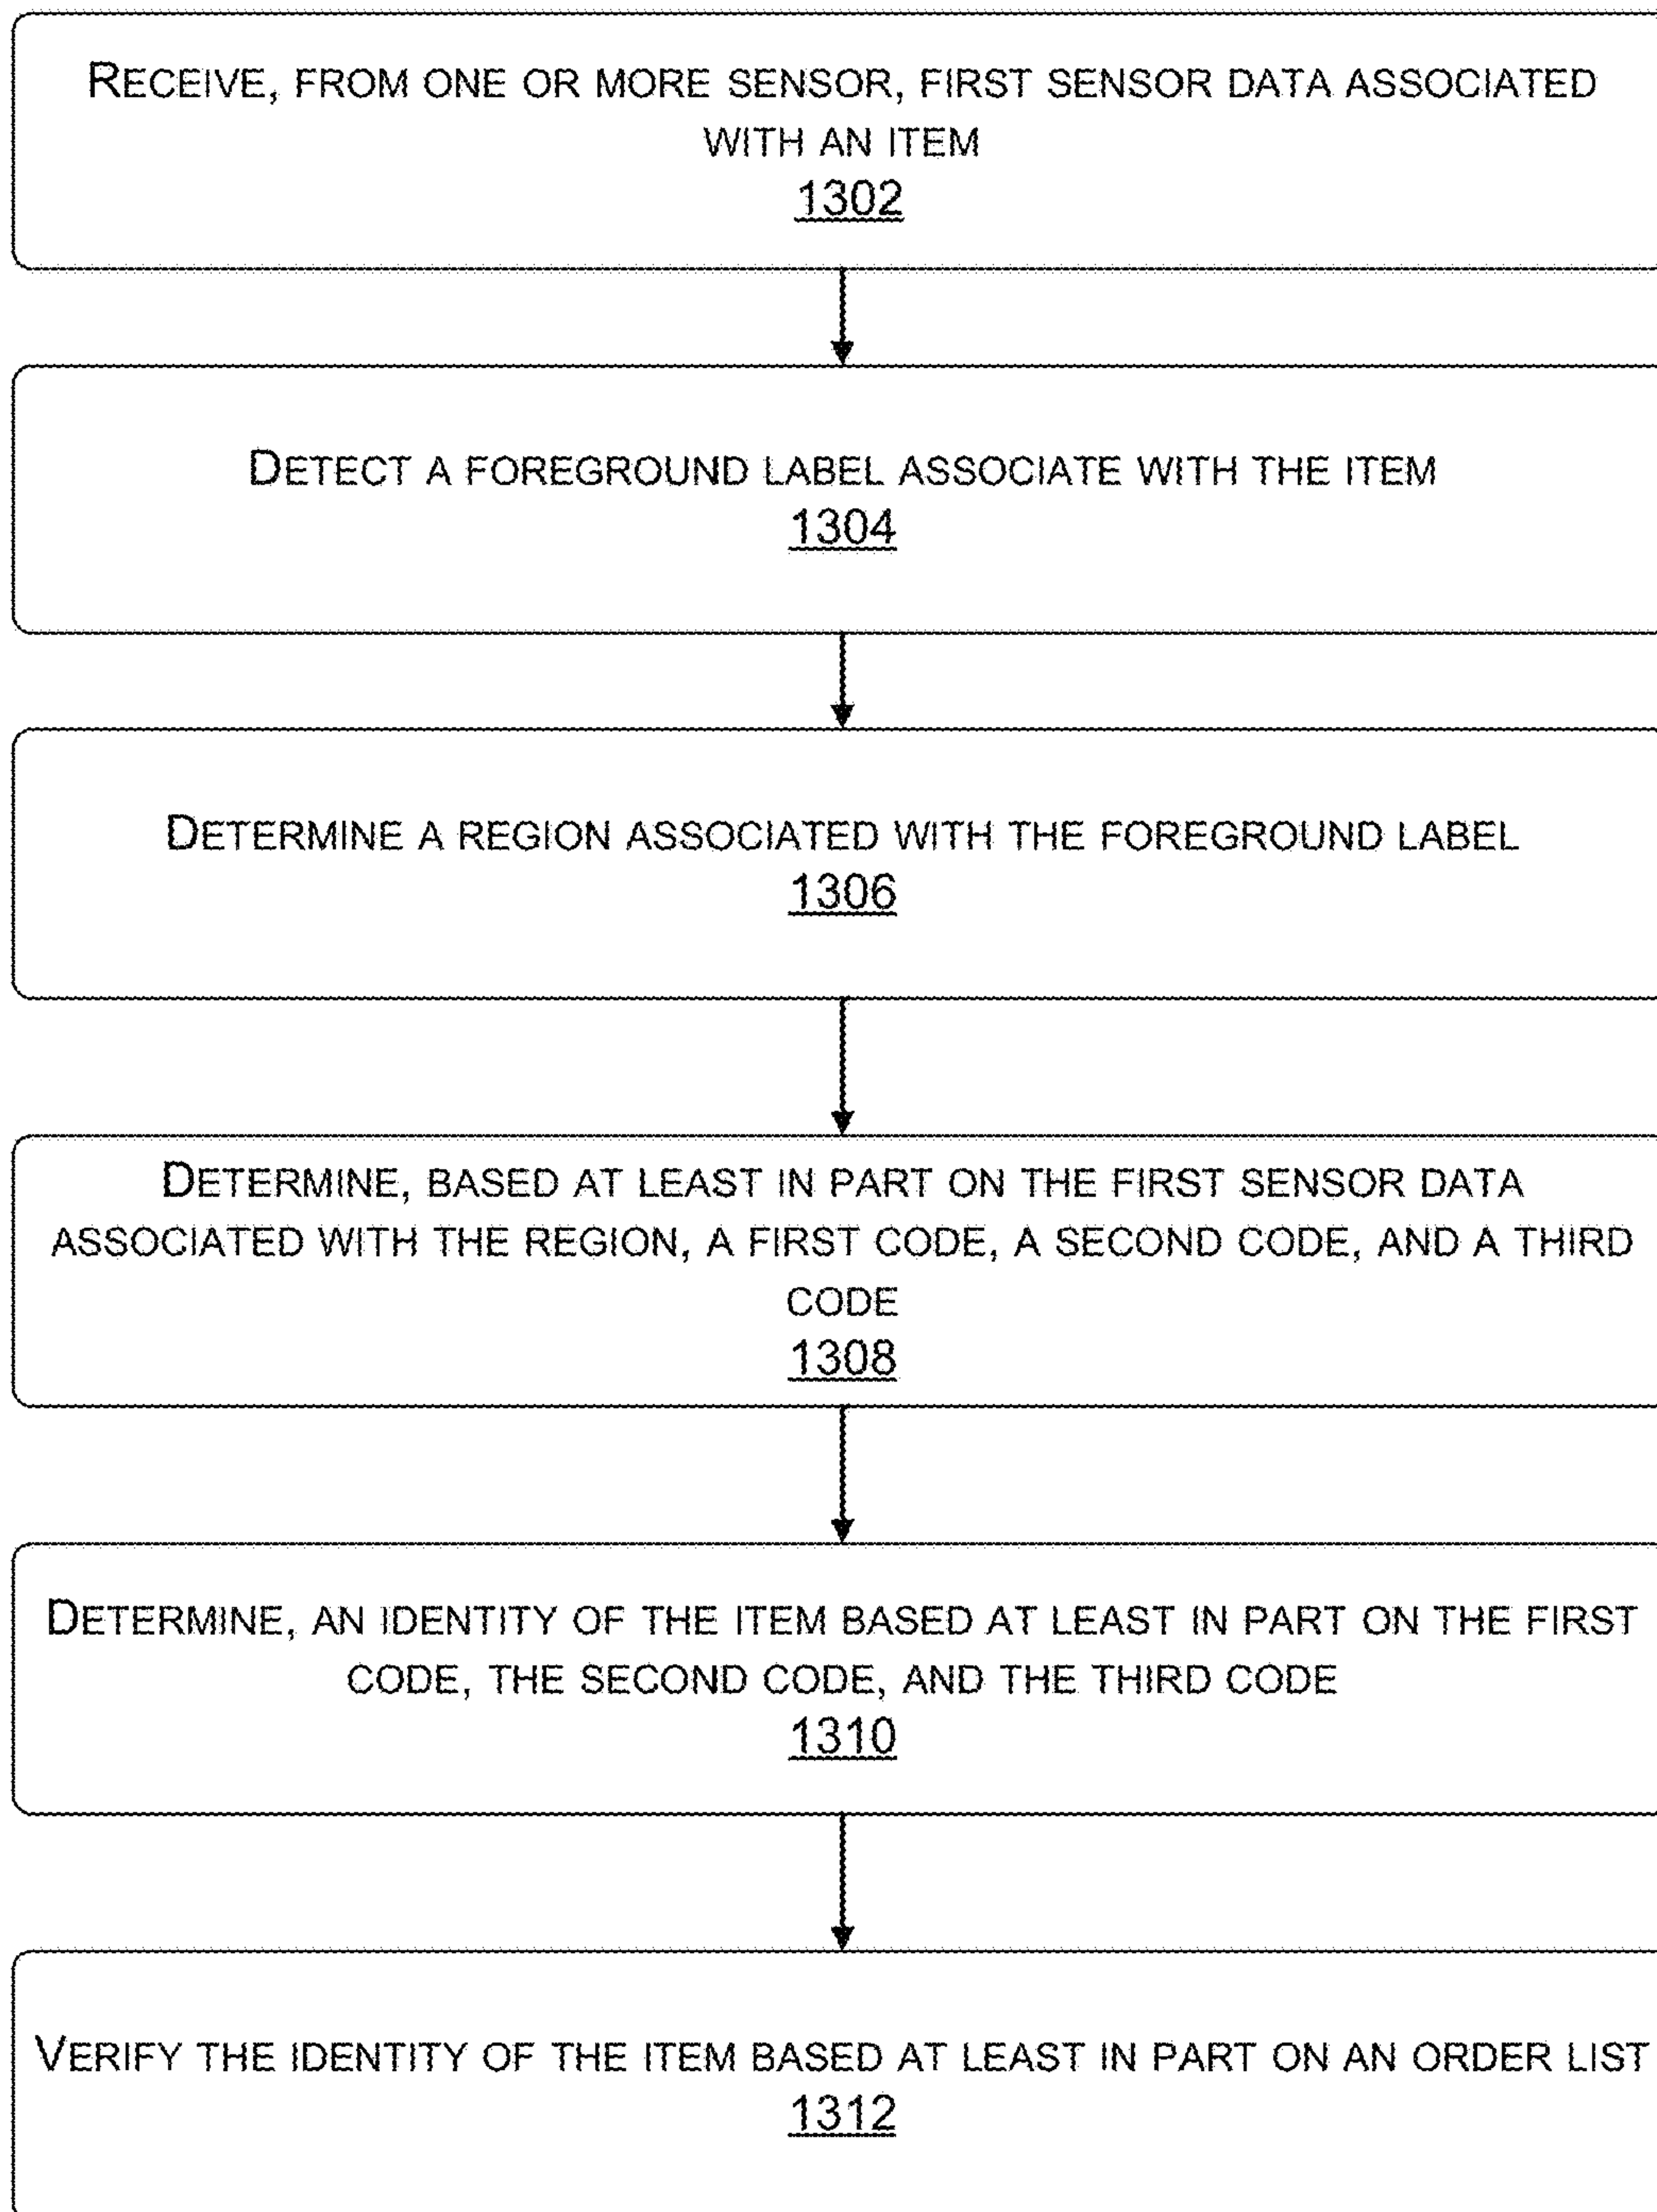 RECEIVE, FROM ONE OR MORE SENSOR, FIRST SENSOR DATA ASSOCIATED
WITH AN ITEM
1302
DETECT A FOREGROUND LABEL ASSOCIATE WITH THE ITEM
1304
DETERMINE A REGION ASSOCIATED WITH THE FOREGROUND LABEL
1306
DETERMINE, BASED AT LEAST IN PART ON THE FIRST SENSOR DATA
ASSOCIATED WITH THE REGION, A FIRST CODE, A SECOND CODE, AND A THIRD
CODE
1308
DETERMINE, AN IDENTITY OF THE ITEM BASED AT LEAST IN PART ON THE FIRST
CODE, THE SECOND CODE, AND THE THIRD CODE
1310
VERIFY THE IDENTITY OF THE ITEM BASED AT LEAST IN PART ON AN ORDER LIST
1312